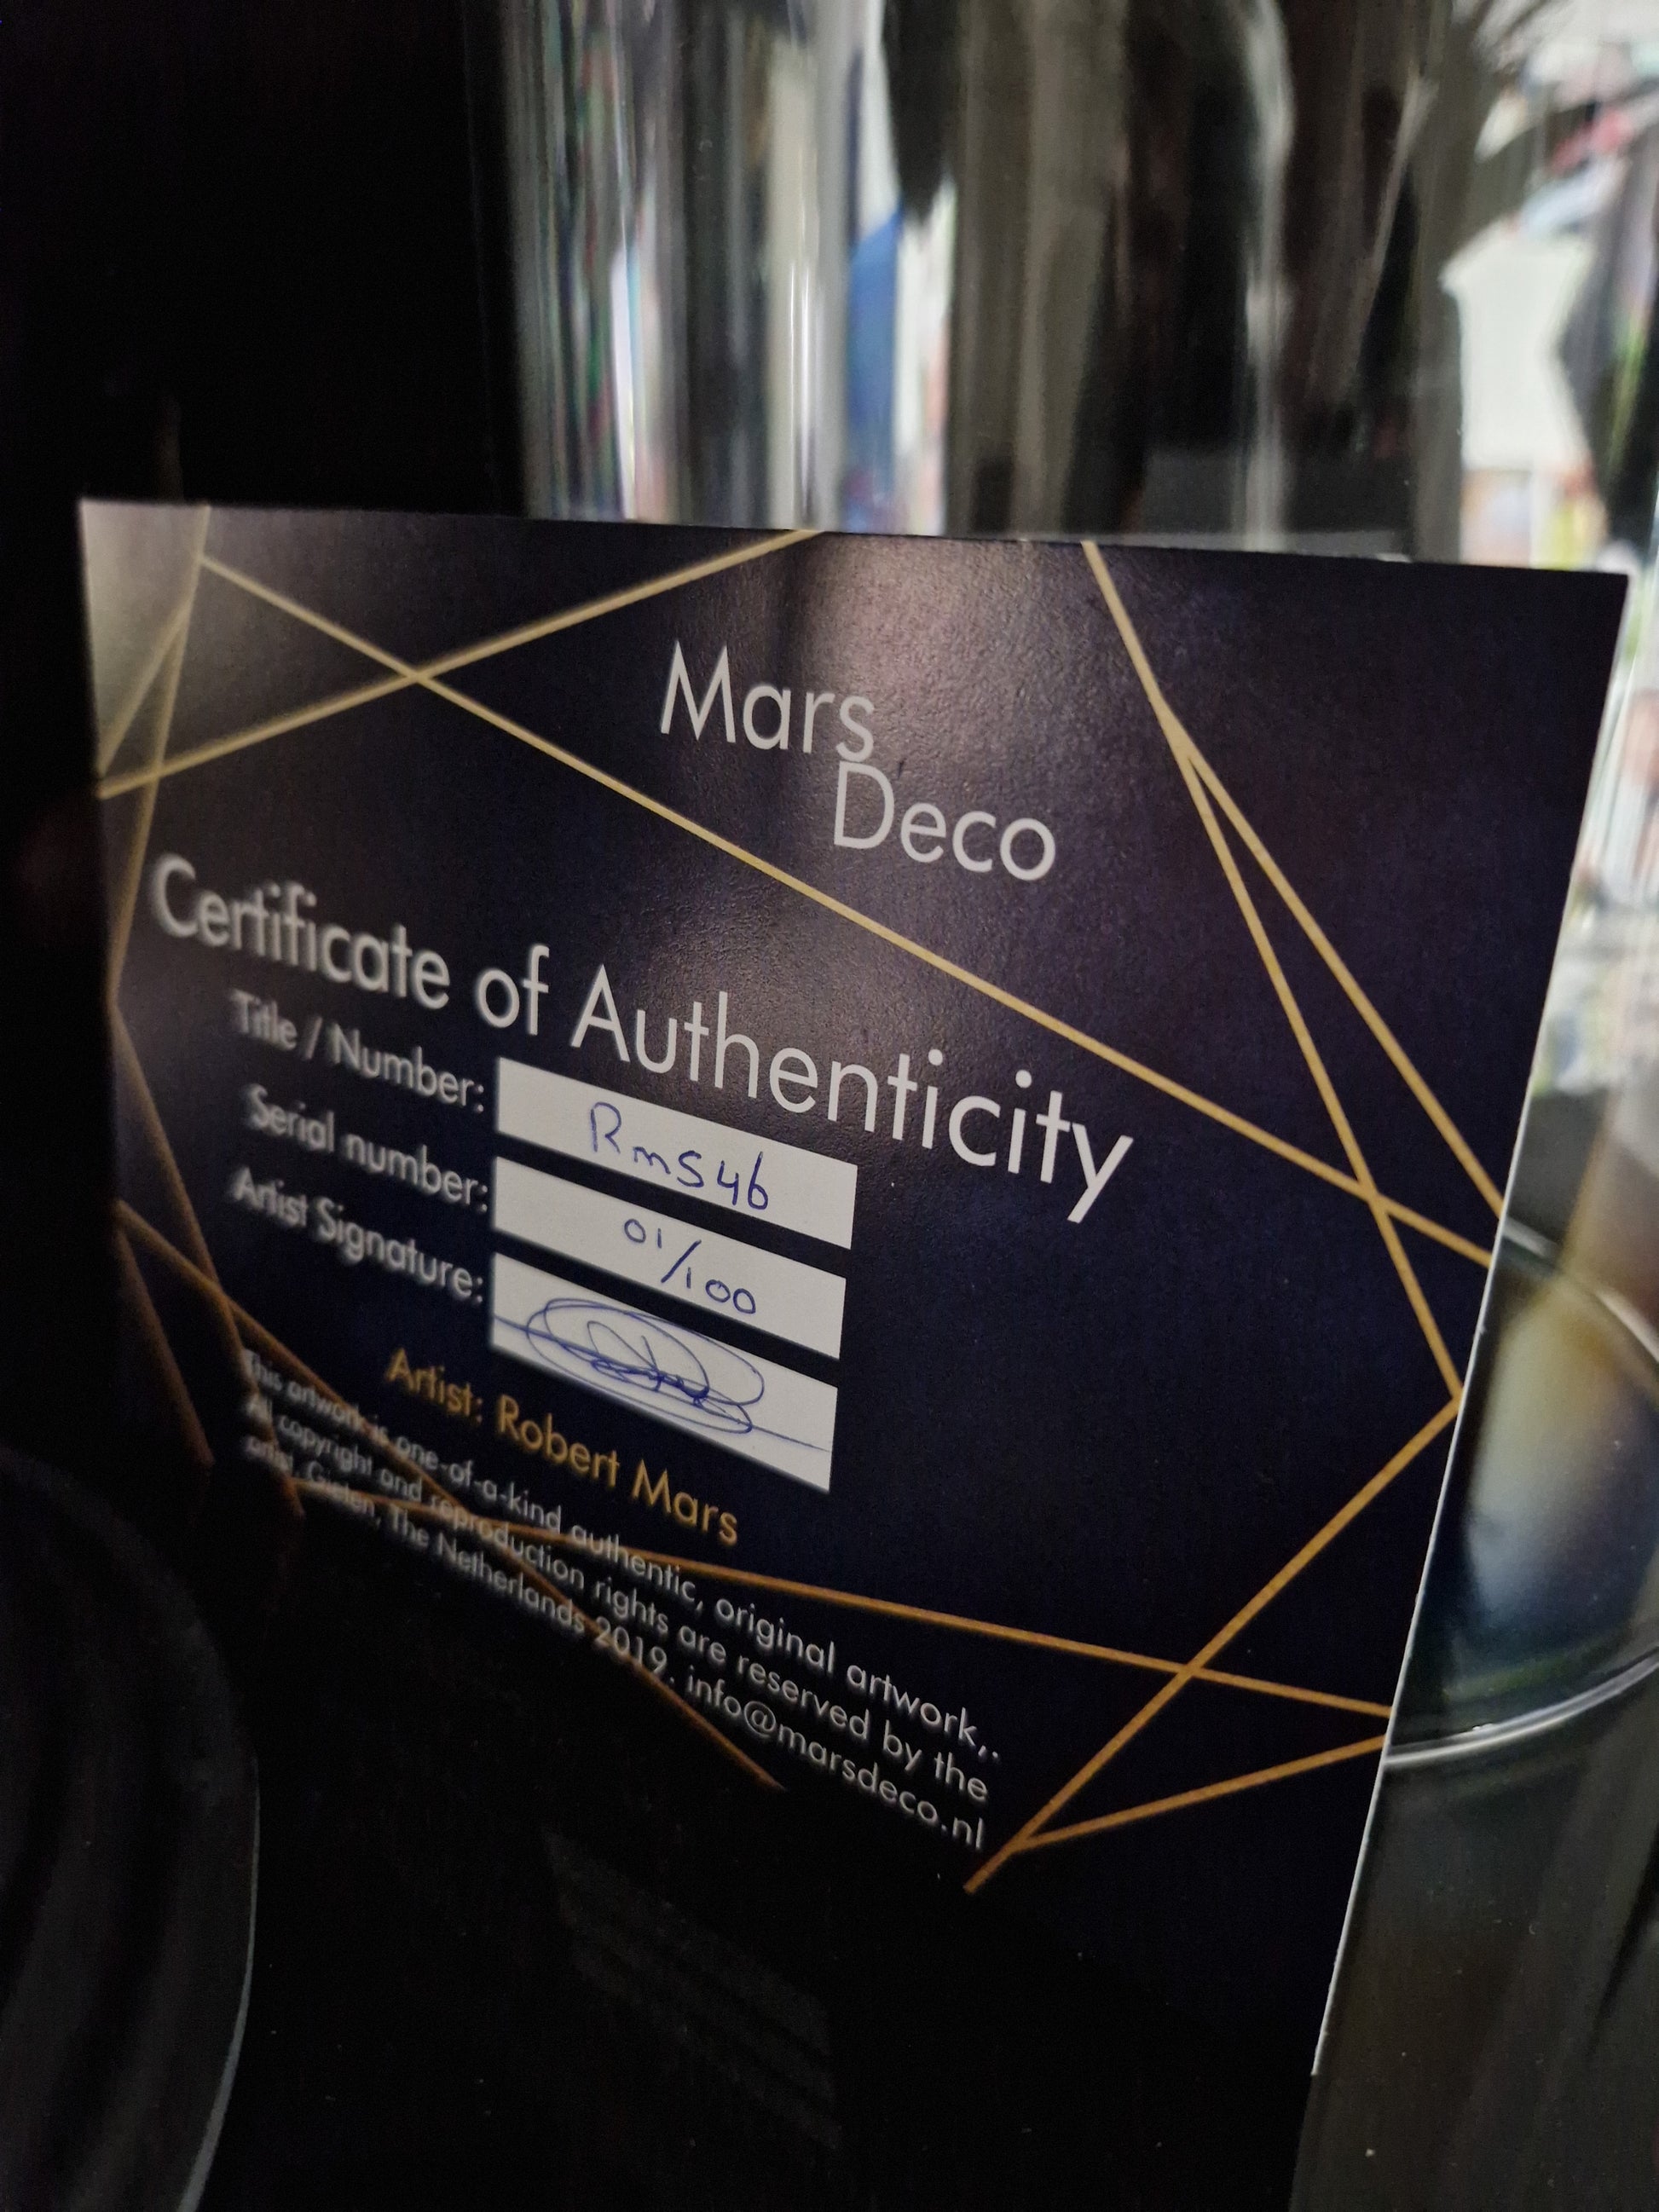 Mars
Deco
Certificate of Authenticity
Title / Number: RmS46
Serial number: 01/100
Artist Signature:
Artist: Robert Mars
This artwork is one-of-a-kind authentic, original artwork,.
All copyright and reproduction rights are reserved by the
artist, Gielen, The Netherlands 2019. info@marsdeco.nl